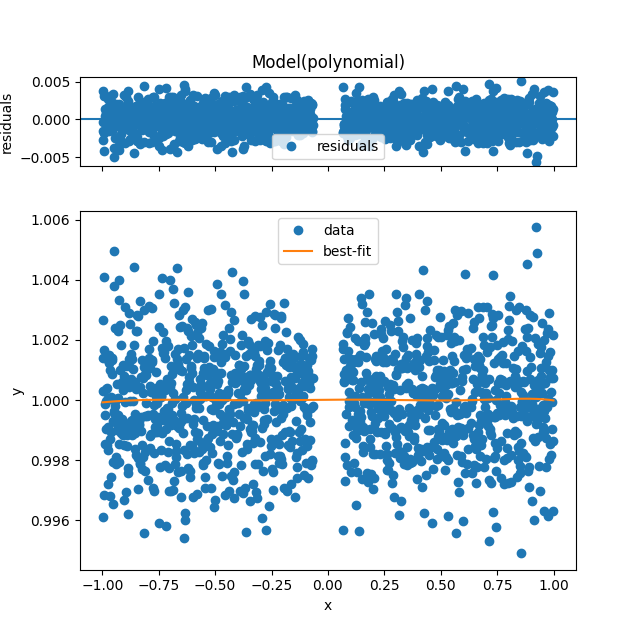 Model(polynomial)
0.005
0.000
−0.005
residuals
residuals
1.006
1.004
1.002
1.000
0.998
0.996
y
data
best-fit
−1.00 −0.75 −0.50 −0.25 0.00 0.25 0.50 0.75 1.00
x